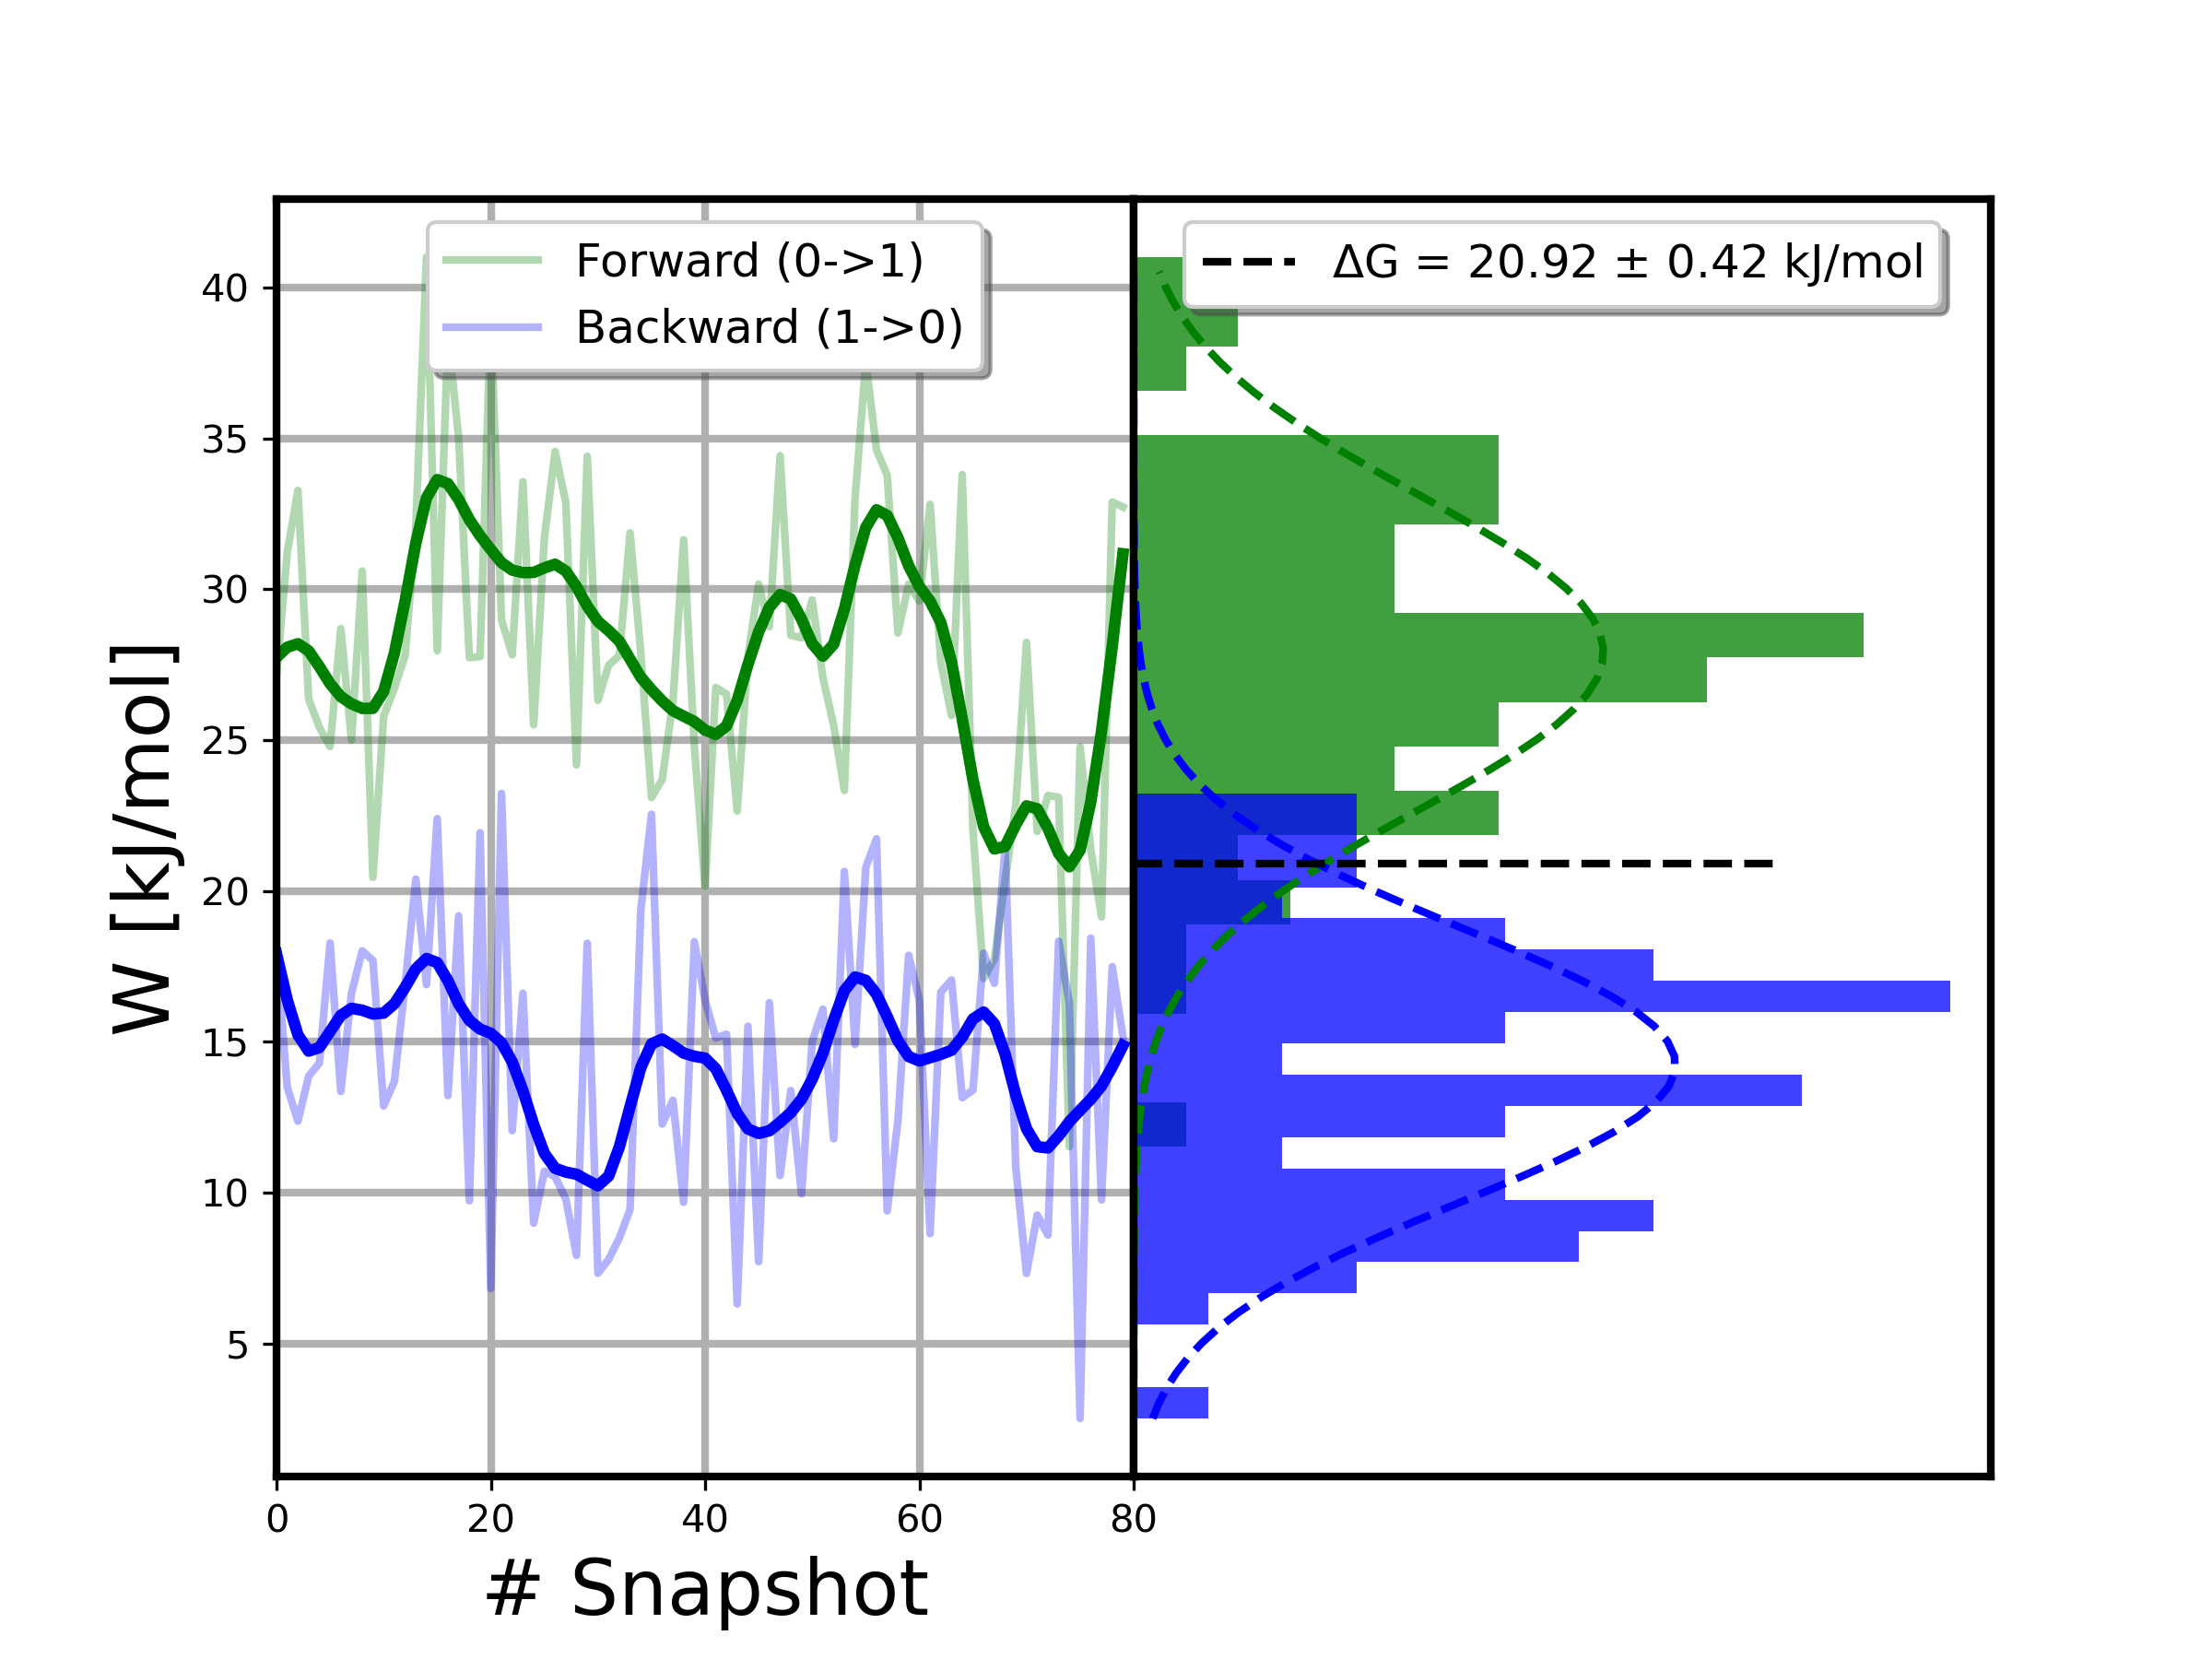 Forward (0->1)
Backward (1->0)
ΔG = 20.92 ± 0.42 kJ/mol
40
35
30
25
20
15
10
5
W [kJ/mol]
0
20
40
60
80
# Snapshot